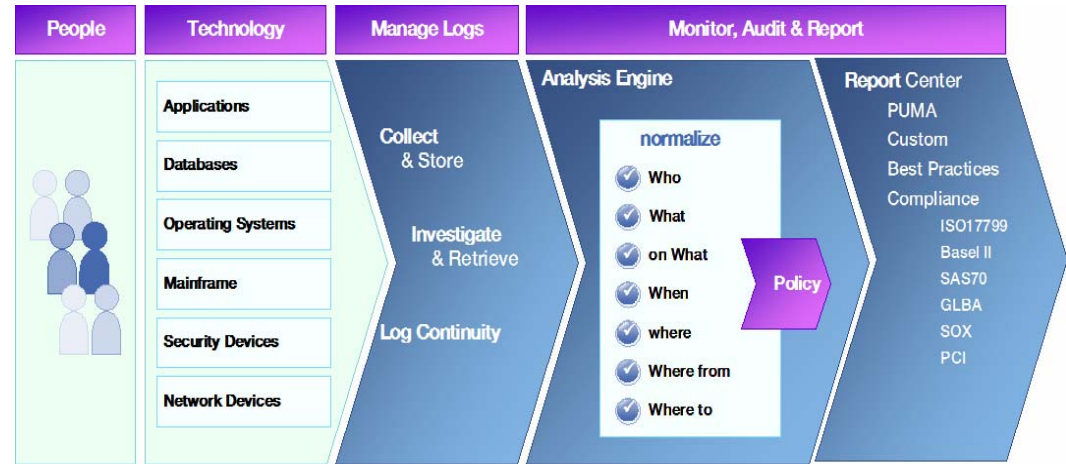 People
Technology
Manage Logs
Monitor, Audit & Report
Applications
Databases
Operating Systems
Mainframe
Security Devices
Network Devices
Collect
& Store
Investigate
& Retrieve
Log Continuity
Analysis Engine
normalize
Who
What
on What
When
where
Where from
Where to
Policy
Report Center
PUMA
Custom
Best Practices
Compliance
ISO17799
Basel II
SAS70
GLBA
SOX
PCI